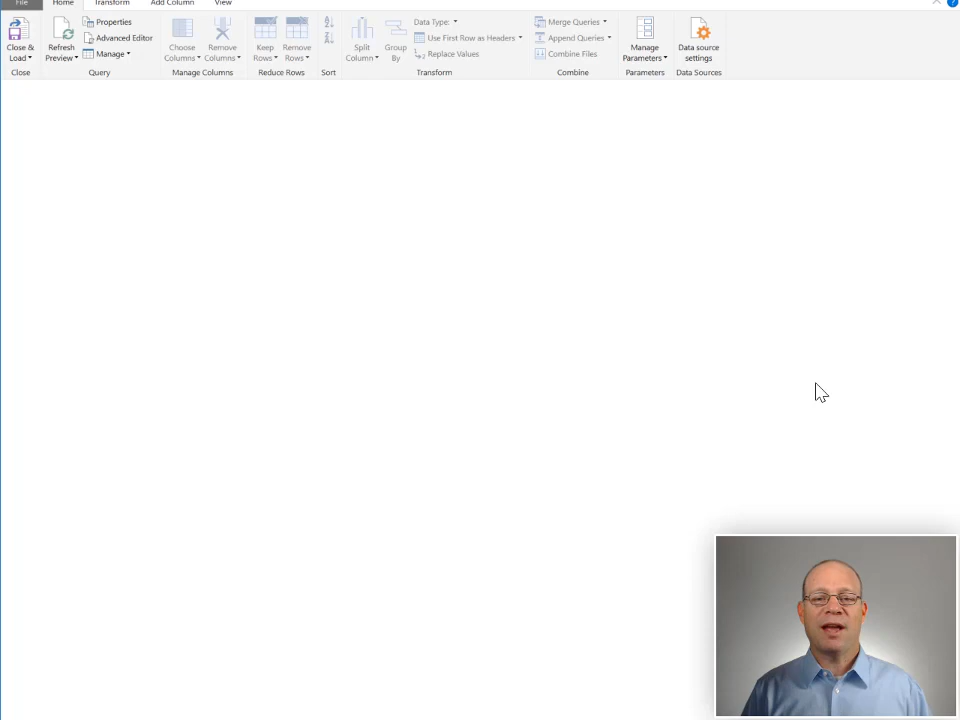 File Home Transform Add Column View
Close & Load
Refresh Preview
Properties
Advanced Editor
Manage
Choose Columns
Remove Columns
Keep Rows
Remove Rows
Split Column
Group By
Data Type:
Use First Row as Headers
Replace Values
Merge Queries
Append Queries
Combine Files
Manage Parameters
Data source settings
Close Query Manage Columns Reduce Rows Sort Transform Combine Parameters Data Sources